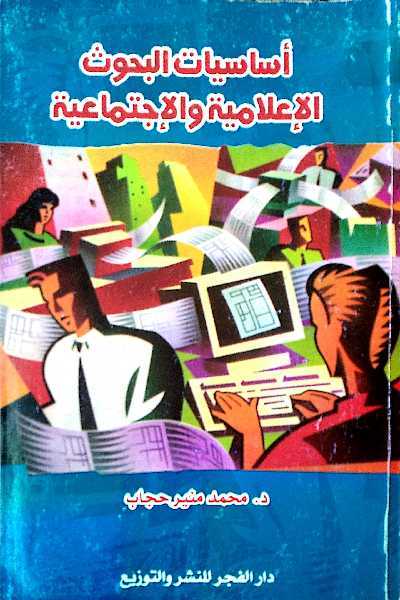 أساسيات البحوث
الإعلامية والإجتماعية
د. محمد منير حجاب
دار الفجر للنشر والتوزيع